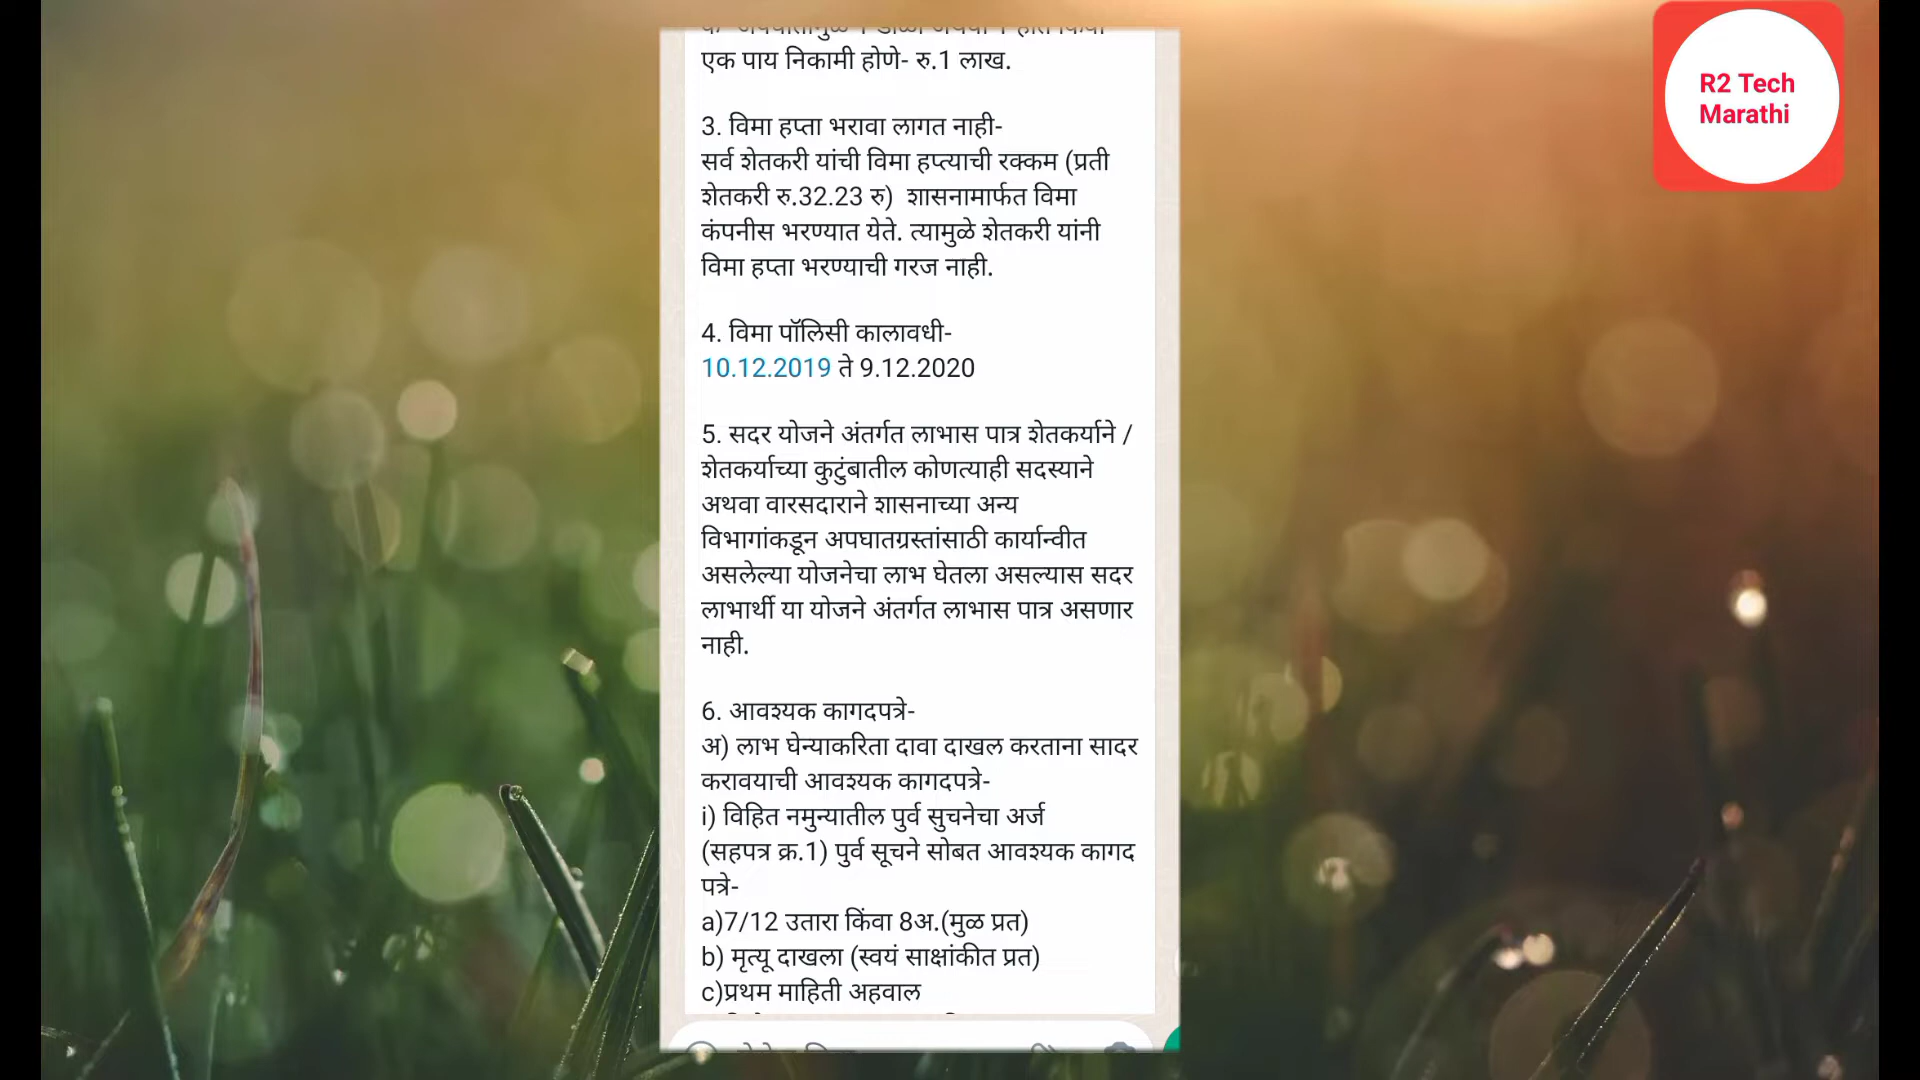 एक पाय निकामी होणे- रु.1 लाख.
3. विमा हप्ता भरावा लागत नाही-
सर्व शेतकरी यांची विमा हप्त्याची रक्कम (प्रती
शेतकरी रु.32.23 रु) शासनामार्फत विमा
कंपनीस भरण्यात येते. त्यामुळे शेतकरी यांनी
विमा हप्ता भरण्याची गरज नाही.
4. विमा पॉलिसी कालावधी-
10.12.2019 ते 9.12.2020
5. सदर योजने अंतर्गत लाभास पात्र शेतकर्याने /
शेतकर्याच्या कुटुंबातील कोणत्याही सदस्याने
अथवा वारसदाराने शासनाच्या अन्य
विभागांकडून अपघातग्रस्तांसाठी कार्यान्वीत
असलेल्या योजनेचा लाभ घेतला असल्यास सदर
लाभार्थी या योजने अंतर्गत लाभास पात्र असणार
नाही.
6. आवश्यक कागदपत्रे-
अ) लाभ घेन्याकरिता दावा दाखल करताना सादर
करावयाची आवश्यक कागदपत्रे-
i) विहित नमुन्यातील पुर्व सुचनेचा अर्ज
(सहपत्र क्र.1) पुर्व सूचने सोबत आवश्यक कागद
पत्रे-
a)7/12 उतारा किंवा 8अ.(मुळ प्रत)
b) मृत्यू दाखला (स्वयं साक्षांकीत प्रत)
c)प्रथम माहिती अहवाल
R2 Tech
Marathi